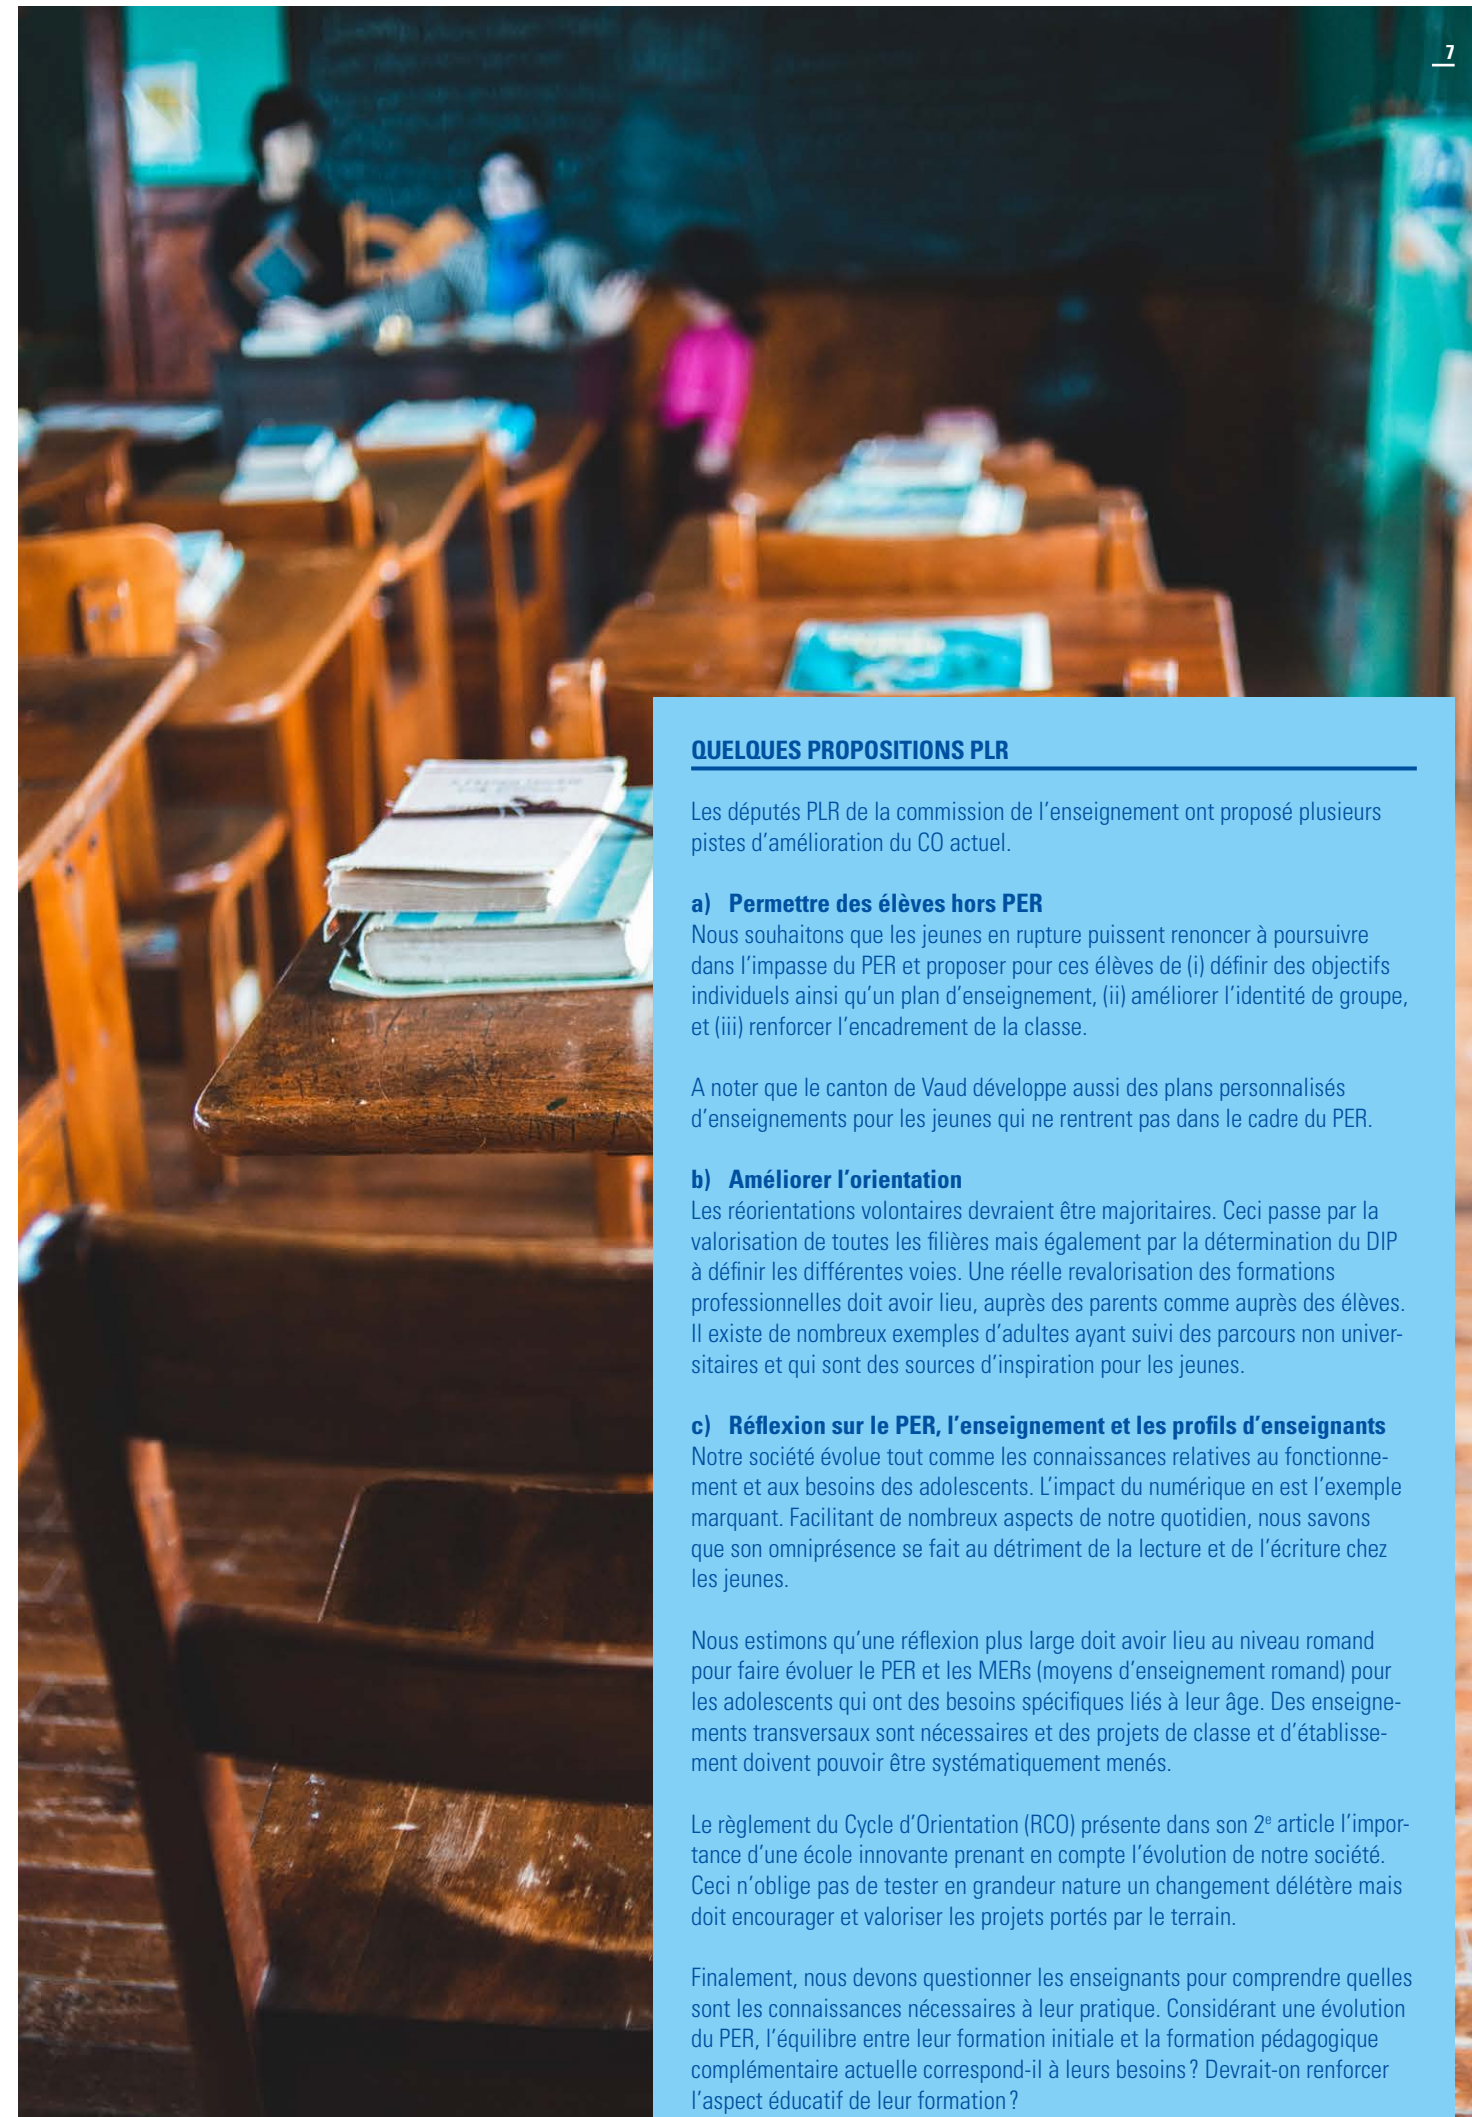 7
QUELQUES PROPOSITIONS PLR
Les députés PLR de la commission de l’enseignement ont proposé plusieurs
pistes d’amélioration du CO actuel.
a) Permettre des élèves hors PER
Nous souhaitons que les jeunes en rupture puissent renoncer à poursuivre
dans l’impasse du PER et proposer pour ces élèves de (i) définir des objectifs
individuels ainsi qu’un plan d’enseignement, (ii) améliorer l’identité de groupe,
et (iii) renforcer l’encadrement de la classe.
A noter que le canton de Vaud développe aussi des plans personnalisés
d’enseignements pour les jeunes qui ne rentrent pas dans le cadre du PER.
b) Améliorer l’orientation
Les réorientations volontaires devraient être majoritaires. Ceci passe par la
valorisation de toutes les filières mais également par la détermination du DIP
à définir les différentes voies. Une réelle revalorisation des formations
professionnelles doit avoir lieu, auprès des parents comme auprès des élèves.
Il existe de nombreux exemples d’adultes ayant suivi des parcours non univer-
sitaires et qui sont des sources d’inspiration pour les jeunes.
c) Réflexion sur le PER, l’enseignement et les profils d’enseignants
Notre société évolue tout comme les connaissances relatives au fonctionne-
ment et aux besoins des adolescents. L’impact du numérique en est l’exemple
marquant. Facilitant de nombreux aspects de notre quotidien, nous savons
que son omniprésence se fait au détriment de la lecture et de l’écriture chez
les jeunes.
Nous estimons qu’une réflexion plus large doit avoir lieu au niveau romand
pour faire évoluer le PER et les MERs (moyens d’enseignement romand) pour
les adolescents qui ont des besoins spécifiques liés à leur âge. Des enseigne-
ments transversaux sont nécessaires et des projets de classe et d’établisse-
ment doivent pouvoir être systématiquement menés.
Le règlement du Cycle d’Orientation (RCO) présente dans son 2e article l’impor-
tance d’une école innovante prenant en compte l’évolution de notre société.
Ceci n’oblige pas de tester en grandeur nature un changement délétère mais
doit encourager et valoriser les projets portés par le terrain.
Finalement, nous devons questionner les enseignants pour comprendre quelles
sont les connaissances nécessaires à leur pratique. Considérant une évolution
du PER, l’équilibre entre leur formation initiale et la formation pédagogique
complémentaire actuelle correspond-il à leurs besoins ? Devrait-on renforcer
l’aspect éducatif de leur formation ?